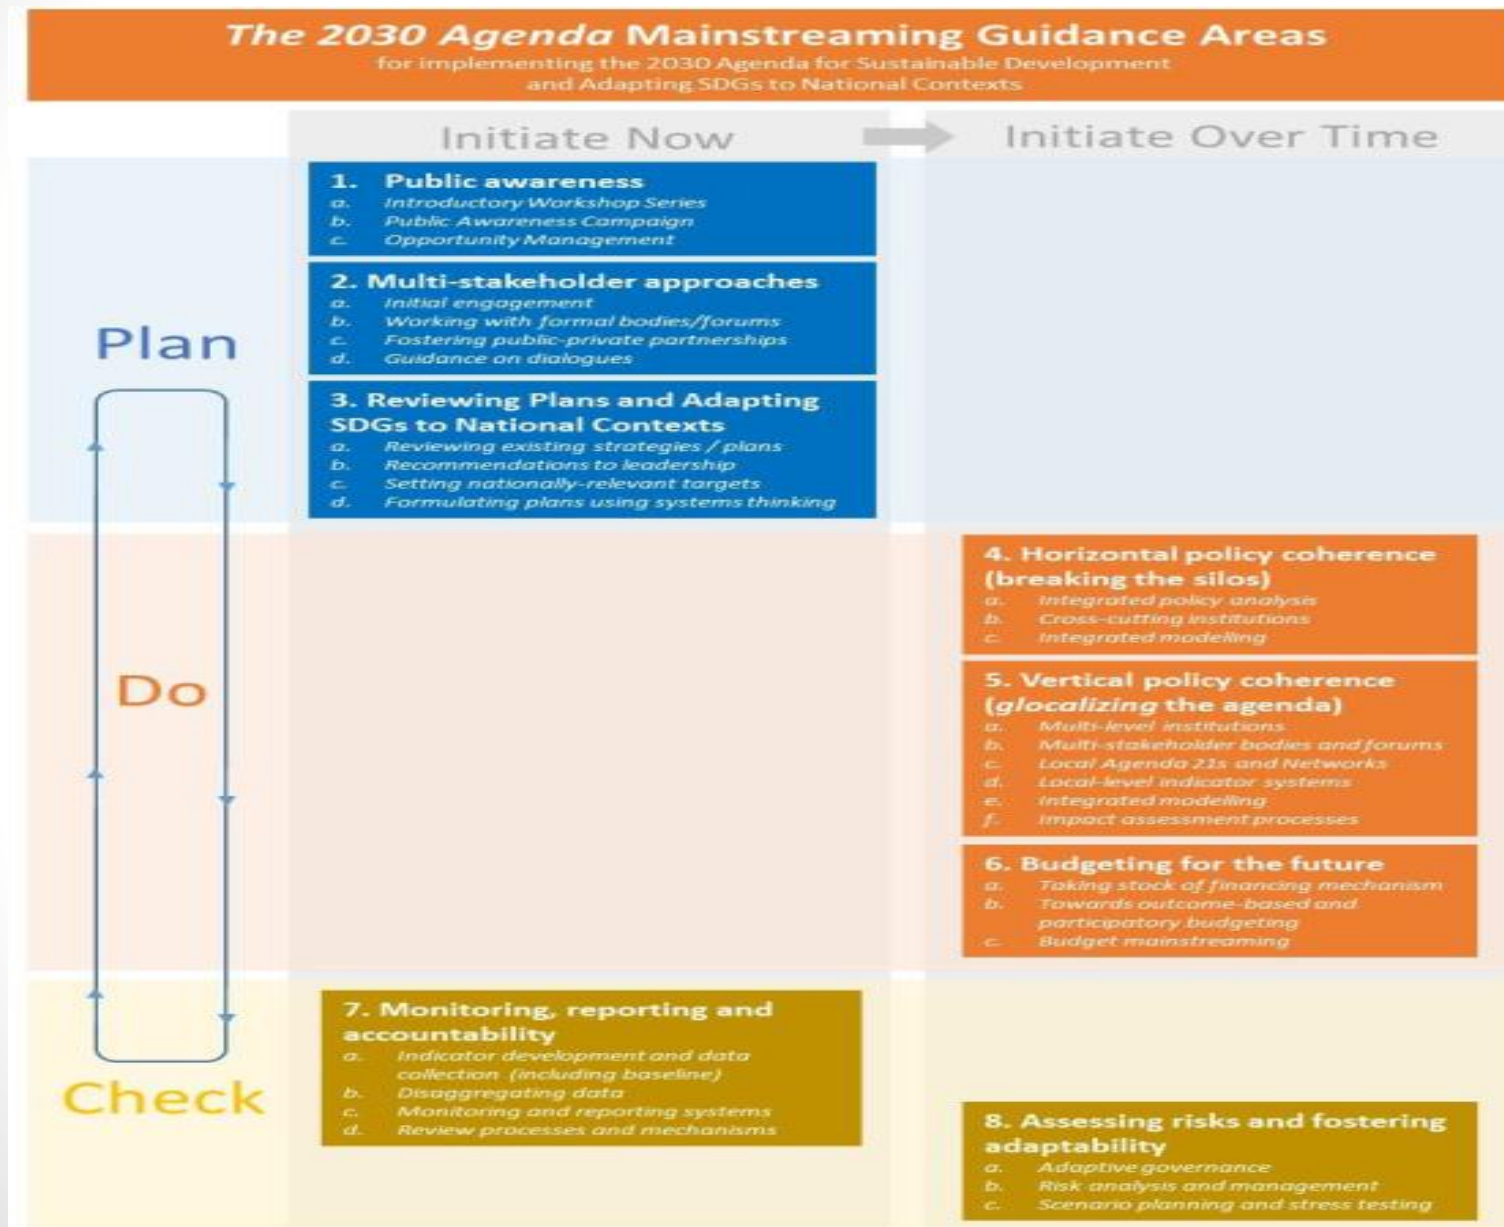 The 2030 Agenda Mainstreaming Guidance Areas
for implementing the 2030 Agenda for Sustainable Development
and Adapting SDGs to National Contexts
Initiate Now
Initiate Over Time
Plan
1. Public awareness
a. Introductory Workshop Series
b. Public Awareness Campaign
c. Opportunity Management
2. Multi-stakeholder approaches
a. Initial engagement
b. Working with formal bodies/forums
c. Fostering public-private partnerships
d. Guidance on dialogues
3. Reviewing Plans and Adapting
SDGs to National Contexts
a. Reviewing existing strategies / plans
b. Recommendations to leadership
c. Setting nationally-relevant targets
d. Formulating plans using systems thinking
Do
4. Horizontal policy coherence
(breaking the silos)
a. Integrated policy analysis
b. Cross-cutting institutions
c. Integrated modelling
5. Vertical policy coherence
(glocalizing the agenda)
a. Multi-level institutions
b. Multi-stakeholder bodies and forums
c. Local Agenda 21s and Networks
d. Local-level indicator systems
e. Integrated modelling
f. Impact assessment processes
6. Budgeting for the future
a. Taking stock of financing mechanism
b. Towards outcome-based and
participatory budgeting
c. Budget mainstreaming
Check
7. Monitoring, reporting and
accountability
a. Indicator development and data
collection (including baseline)
b. Disaggregating data
c. Monitoring and reporting systems
d. Review processes and mechanisms
8. Assessing risks and fostering
adaptability
a. Adaptive governance
b. Risk analysis and management
c. Scenario planning and stress testing